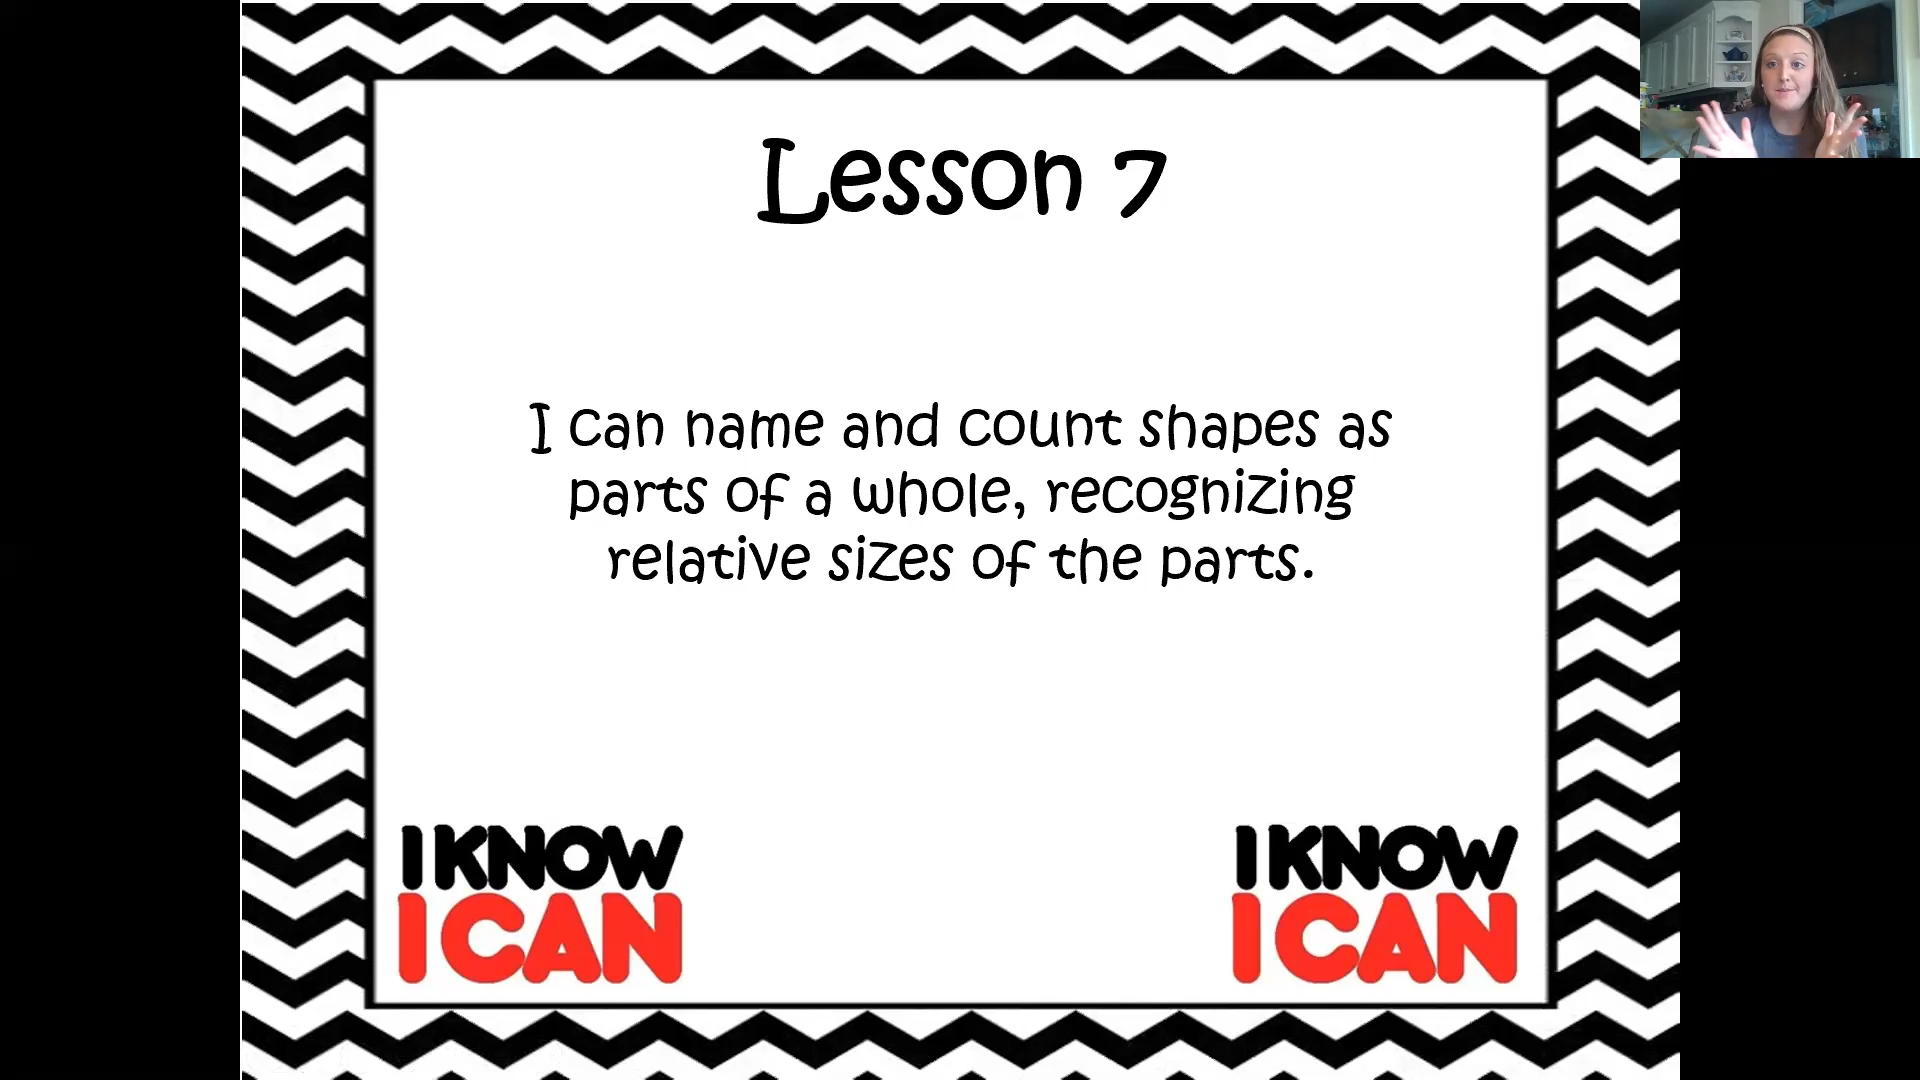 Lesson 7
I can name and count shapes as
parts of a whole, recognizing
relative sizes of the parts.
I KNOW
I CAN
I KNOW
I CAN